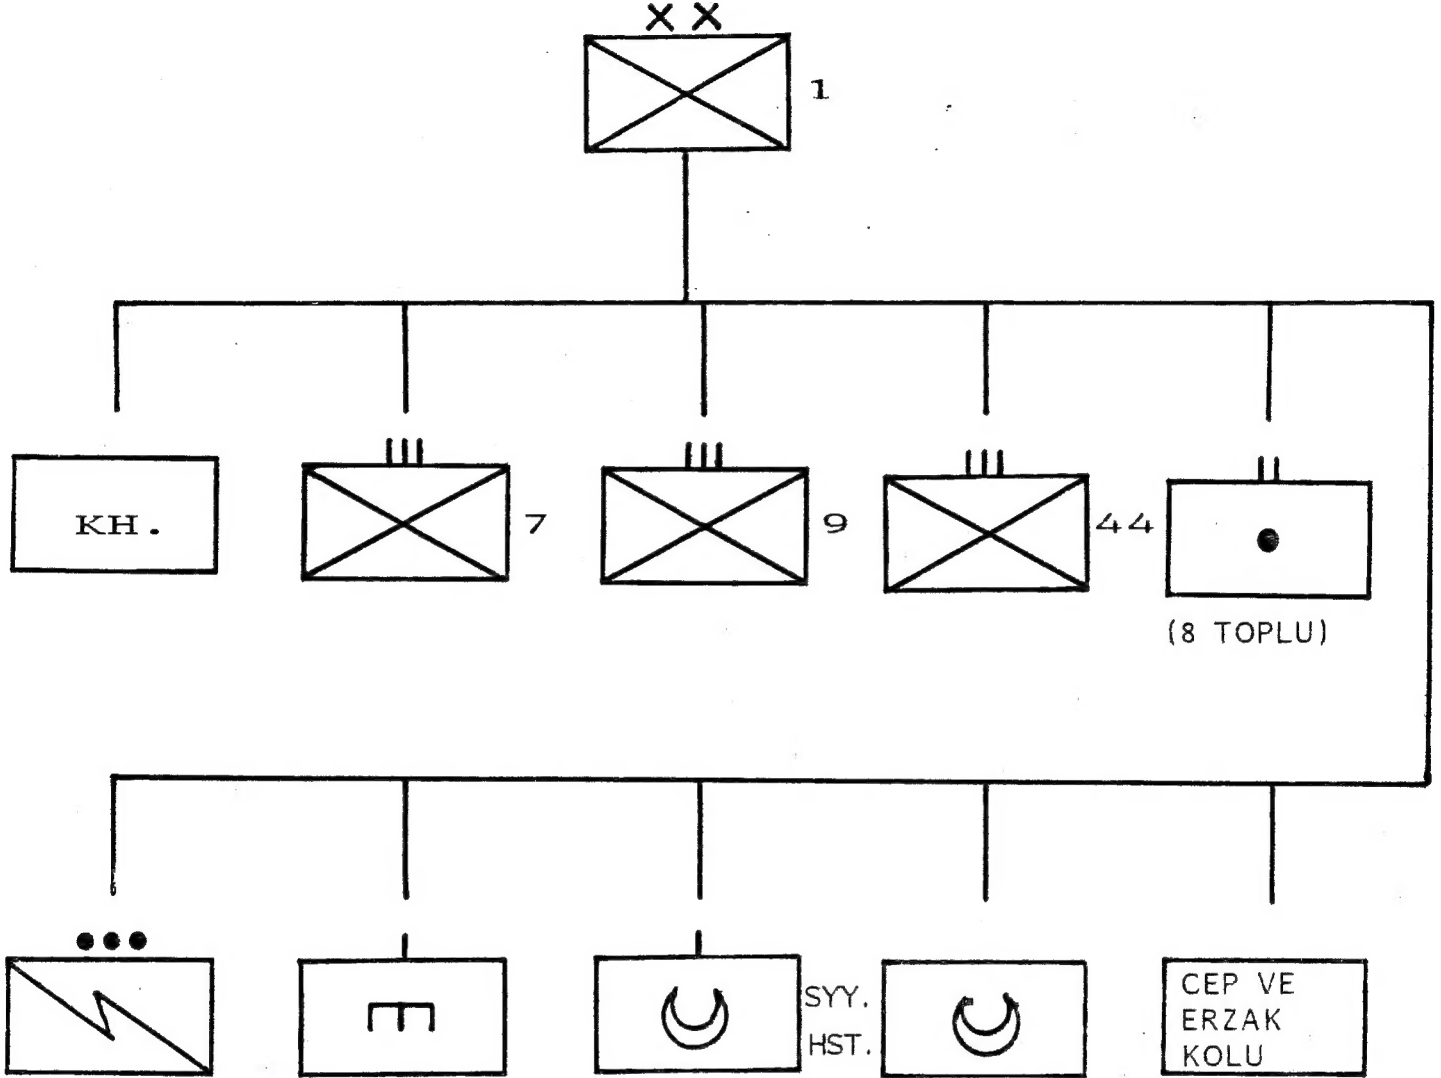 1
KH.
7
9
44
(8 TOPLU)
SYY.
HST.
CEP VE
ERZAK
KOLU